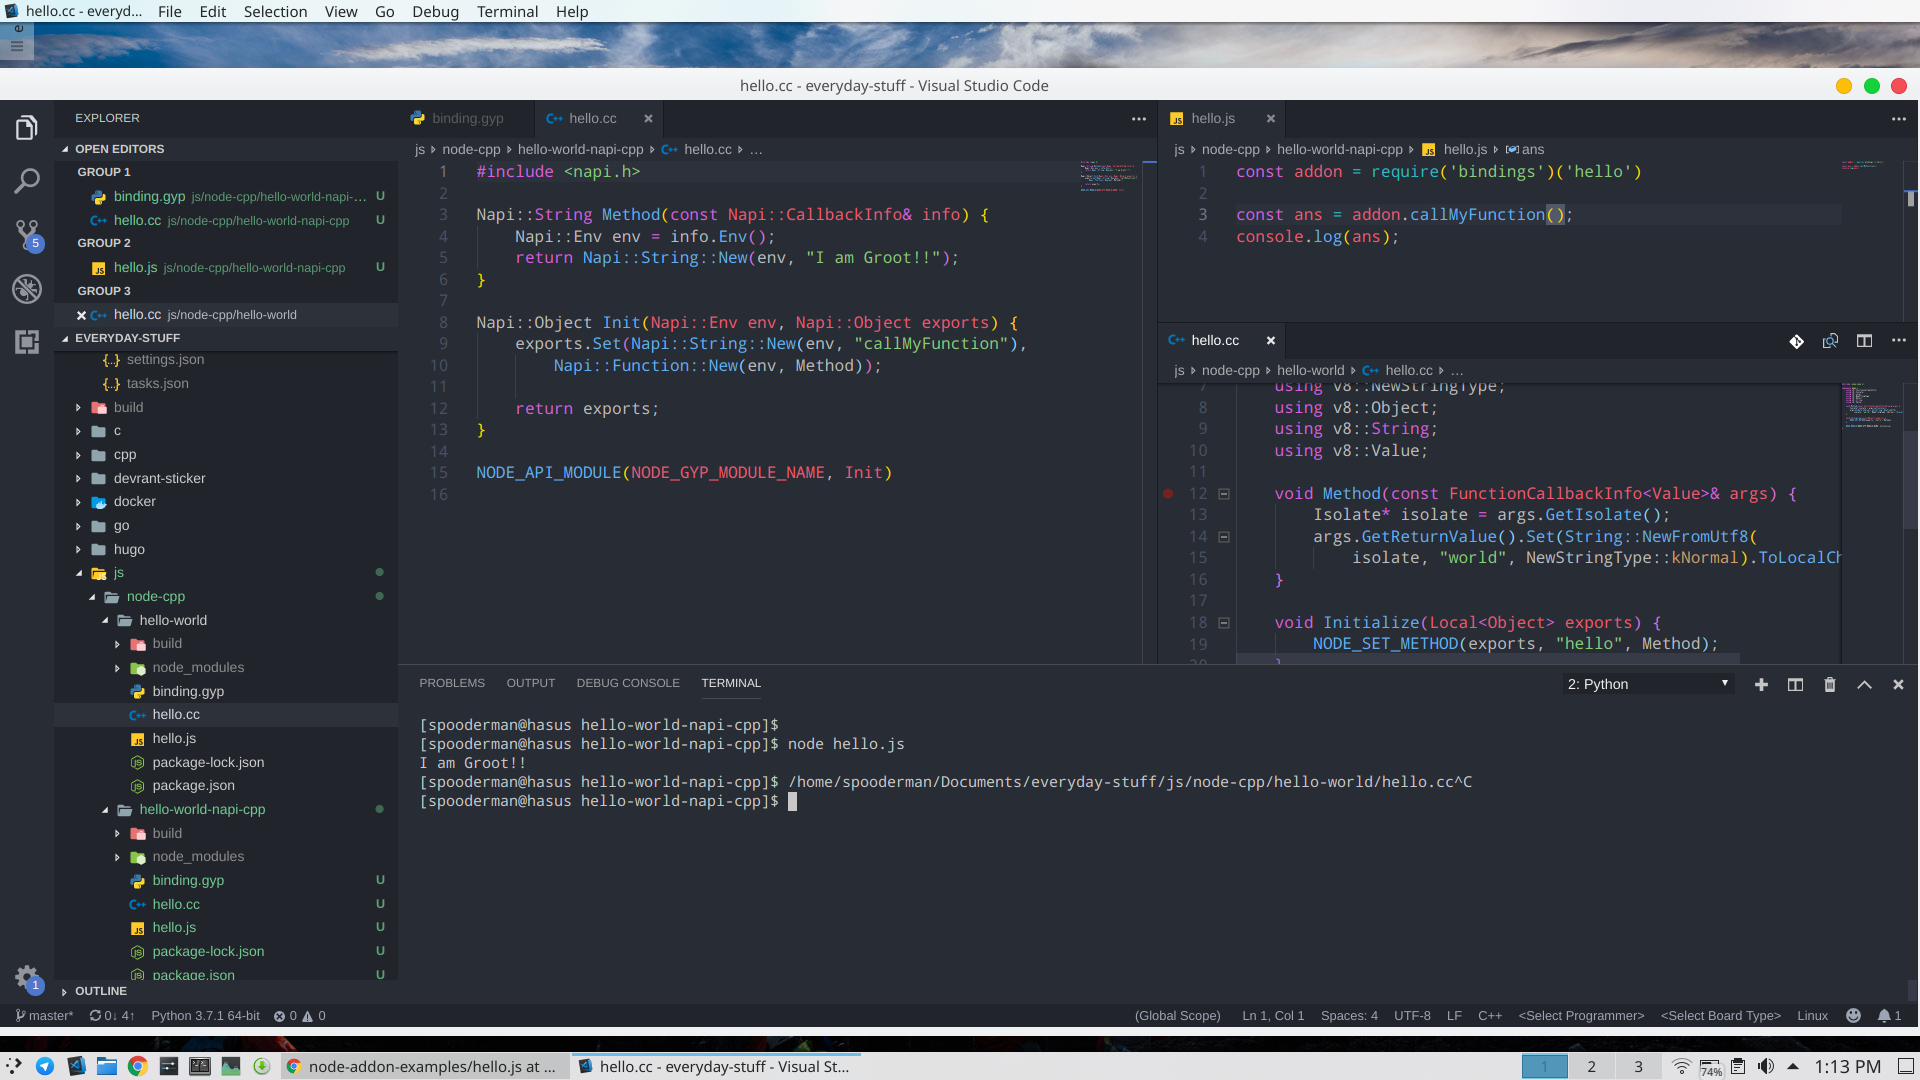 hello.cc - everyd... File Edit Selection View Go Debug Terminal Help
e
hello.cc - everyday-stuff - Visual Studio Code
EXPLORER
OPEN EDITORS
GROUP 1
binding.gyp js/node-cpp/hello-world-napi-... U
hello.cc js/node-cpp/hello-world-napi-cpp U
GROUP 2
hello.js js/node-cpp/hello-world-napi-cpp U
GROUP 3
hello.cc js/node-cpp/hello-world
EVERYDAY-STUFF
settings.json
tasks.json
build
c
cpp
devrant-sticker
docker
go
hugo
js
node-cpp
hello-world
build
node_modules
binding.gyp
hello.cc
hello.js
package-lock.json
package.json
hello-world-napi-cpp
build
node_modules
binding.gyp U
hello.cc U
hello.js U
package-lock.json U
package.json U
OUTLINE
5
1
binding.gyp hello.cc
js node-cpp hello-world-napi-cpp hello.cc ...
1 #include <napi.h>
2
3 Napi::String Method(const Napi::CallbackInfo& info) {
4 Napi::Env env = info.Env();
5 return Napi::String::New(env, "I am Groot!!");
6 }
7
8 Napi::Object Init(Napi::Env env, Napi::Object exports) {
9 exports.Set(Napi::String::New(env, "callMyFunction"),
10 Napi::Function::New(env, Method));
11
12 return exports;
13 }
14
15 NODE_API_MODULE(NODE_GYP_MODULE_NAME, Init)
16
hello.js
js node-cpp hello-world-napi-cpp hello.js ans
1 const addon = require('bindings')('hello')
2
3 const ans = addon.callMyFunction();
4 console.log(ans);
hello.cc
js node-cpp hello-world hello.cc ...
7 using v8::NewStringType;
8 using v8::Object;
9 using v8::String;
10 using v8::Value;
11
12 void Method(const FunctionCallbackInfo<Value>& args) {
13 Isolate* isolate = args.GetIsolate();
14 args.GetReturnValue().Set(String::NewFromUtf8(
15 isolate, "world", NewStringType::kNormal).ToLocalCh
16 }
17
18 void Initialize(Local<Object> exports) {
19 NODE_SET_METHOD(exports, "hello", Method);
20 }
PROBLEMS OUTPUT DEBUG CONSOLE TERMINAL 2: Python
[spooderman@hasus hello-world-napi-cpp]$
[spooderman@hasus hello-world-napi-cpp]$ node hello.js
I am Groot!!
[spooderman@hasus hello-world-napi-cpp]$ /home/spooderman/Documents/everyday-stuff/js/node-cpp/hello-world/hello.cc^C
[spooderman@hasus hello-world-napi-cpp]$
master* 0↓ 4↑ Python 3.7.1 64-bit 0 0 (Global Scope) Ln 1, Col 1 Spaces: 4 UTF-8 LF C++ <Select Programmer> <Select Board Type> Linux 1
node-addon-examples/hello.js at ... hello.cc - everyday-stuff - Visual St... 1 2 3 74% 1:13 PM